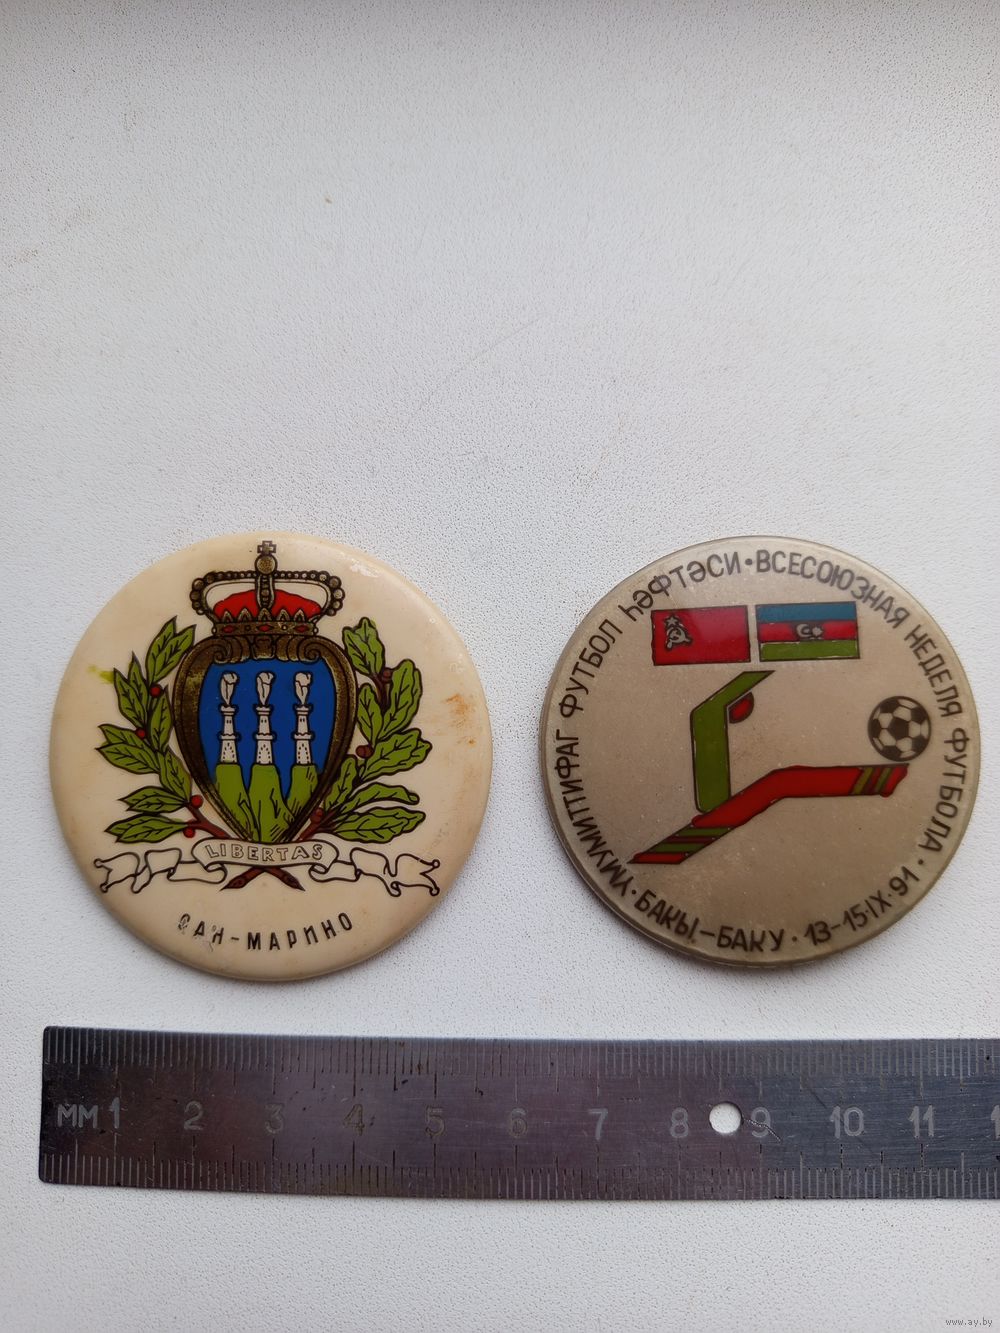 LIBERTAS
САН-МАРИНО
ҮМУМИТТИФАГ ФУТБОЛ ҺӘФТӘСИ • ВСЕСОЮЗНАЯ НЕДЕЛЯ ФУТБОЛА •
БАКЫ - БАКУ • 13-15•IX•91
ММ 1 2 3 4 5 6 7 8 9 10 11
www.ay.by